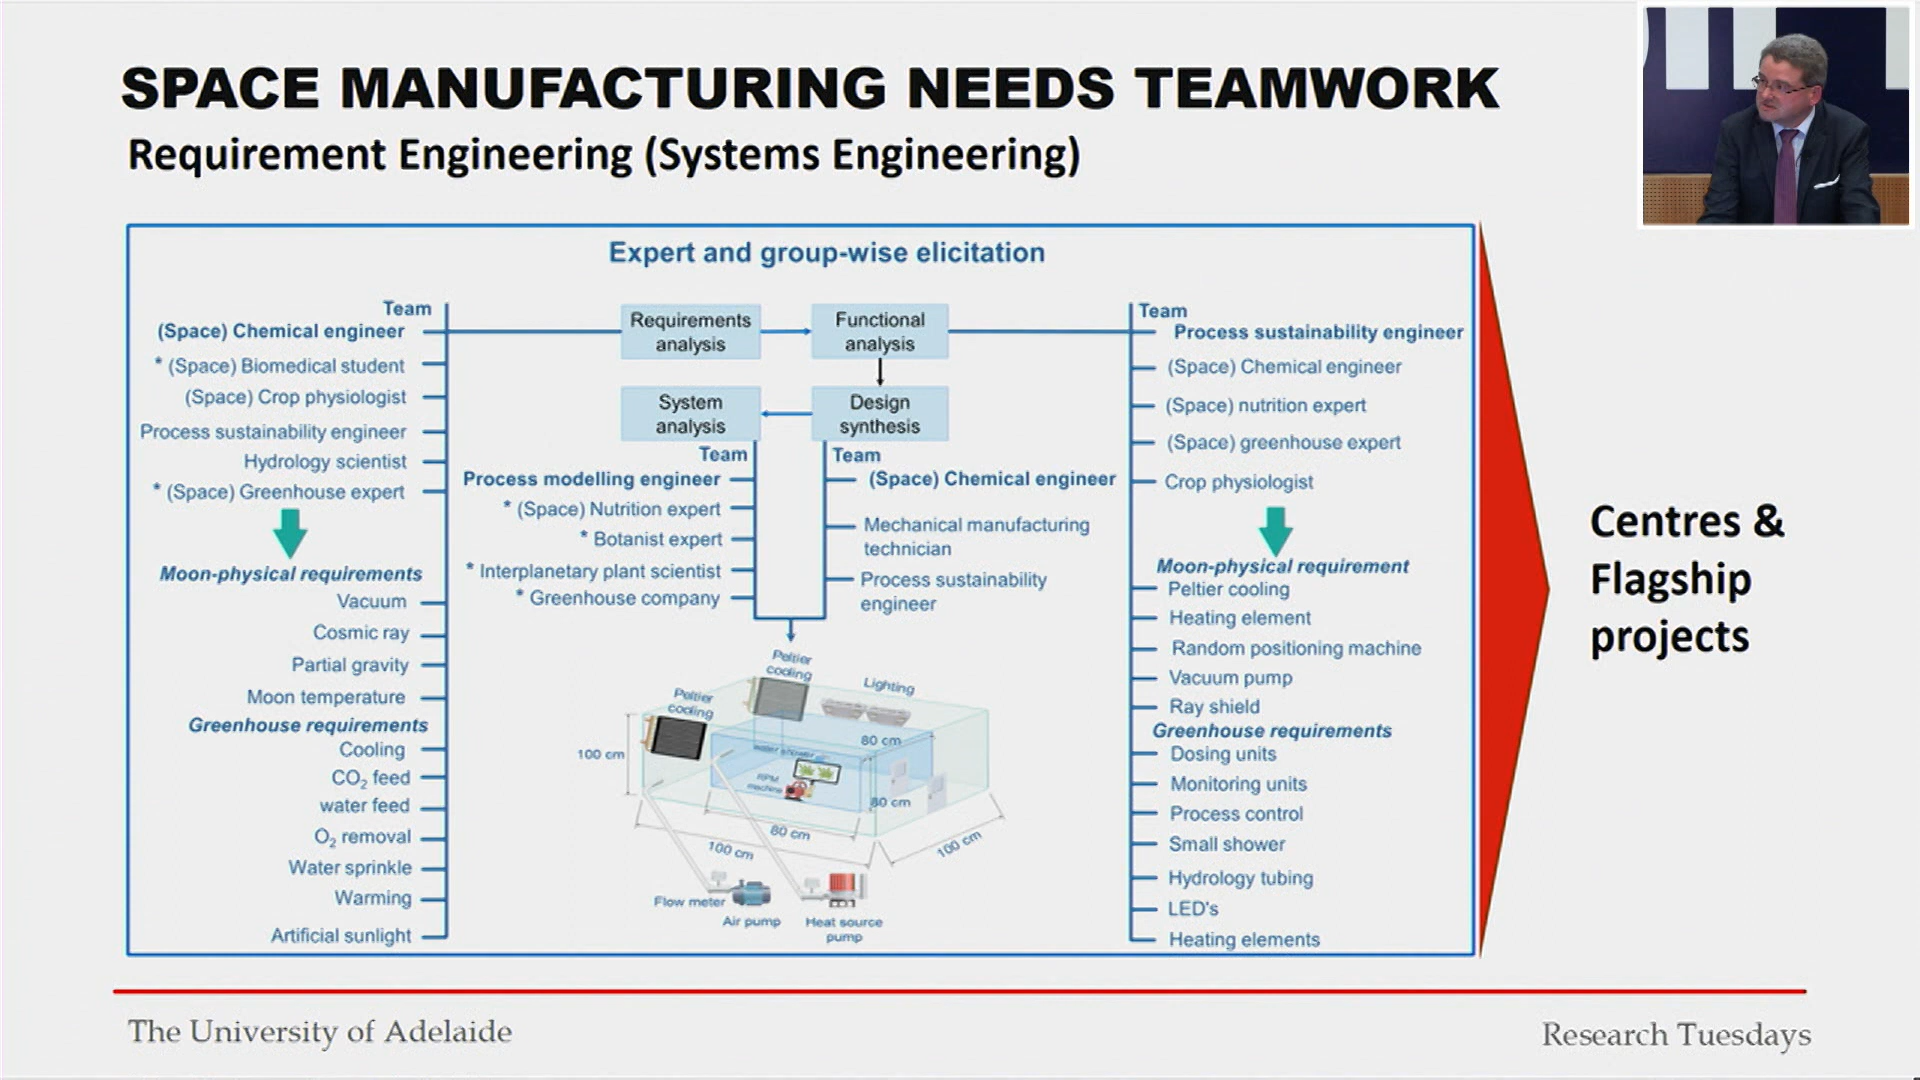 SPACE MANUFACTURING NEEDS TEAMWORK
Requirement Engineering (Systems Engineering)
Expert and group-wise elicitation
Team
(Space) Chemical engineer
* (Space) Biomedical student
(Space) Crop physiologist
Process sustainability engineer
Hydrology scientist
* (Space) Greenhouse expert
Moon-physical requirements
Vacuum
Cosmic ray
Partial gravity
Moon temperature
Greenhouse requirements
Cooling
CO₂ feed
water feed
O₂ removal
Water sprinkle
Warming
Artificial sunlight
Requirements
analysis
Functional
analysis
System
analysis
Design
synthesis
Team
Process modelling engineer
* (Space) Nutrition expert
* Botanist expert
* Interplanetary plant scientist
* Greenhouse company
Team
(Space) Chemical engineer
Mechanical manufacturing
technician
Process sustainability
engineer
Peltier
cooling
Peltier
cooling
Lighting
100 cm
80 cm
water shower
RPM
machine
80 cm
80 cm
100 cm
100 cm
Flow meter
Air pump
Heat source
pump
Team
Process sustainability engineer
(Space) Chemical engineer
(Space) nutrition expert
(Space) greenhouse expert
Crop physiologist
Moon-physical requirement
Peltier cooling
Heating element
Random positioning machine
Vacuum pump
Ray shield
Greenhouse requirements
Dosing units
Monitoring units
Process control
Small shower
Hydrology tubing
LED's
Heating elements
Centres &
Flagship
projects
The University of Adelaide
Research Tuesdays